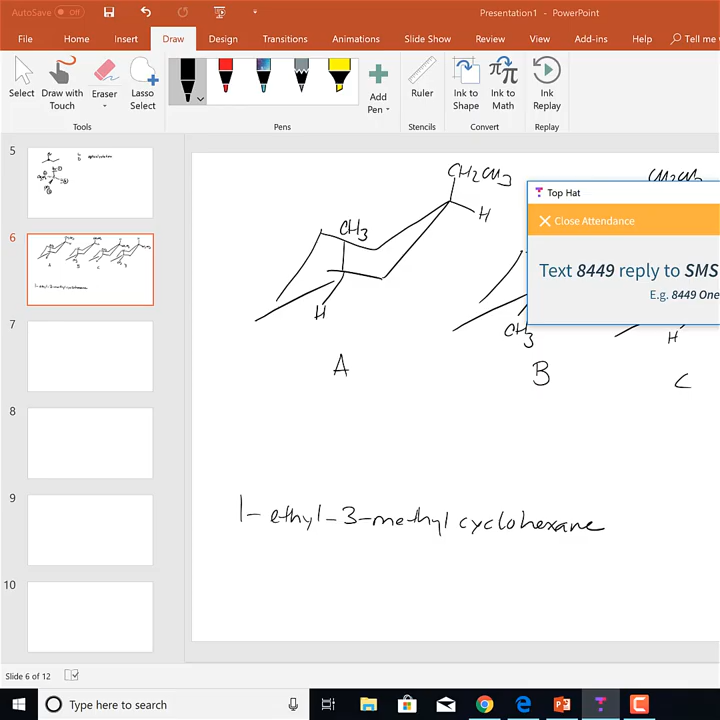 AutoSave Off Presentation1 - PowerPoint
File Home Insert Draw Design Transitions Animations Slide Show Review View Add-ins Help Tell me
Select Draw with Touch Eraser Lasso Select Add Pen Ruler Ink to Shape Ink to Math Ink Replay
Tools Pens Stencils Convert Replay
5
6
7
8
9
10
CH2CH3
H
CH3
H
A
CH3
B
CH2CH3
H
C
Top Hat
Close Attendance
Text 8449 reply to SMS
E.g. 8449 One
1-ethyl-3-methylcyclohexane
Slide 6 of 12
Type here to search